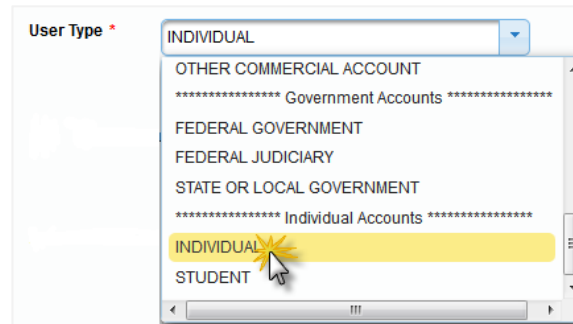 User Type *
INDIVIDUAL
OTHER COMMERCIAL ACCOUNT
**************** Government Accounts ****************
FEDERAL GOVERNMENT
FEDERAL JUDICIARY
STATE OR LOCAL GOVERNMENT
**************** Individual Accounts ****************
INDIVIDUAL
STUDENT